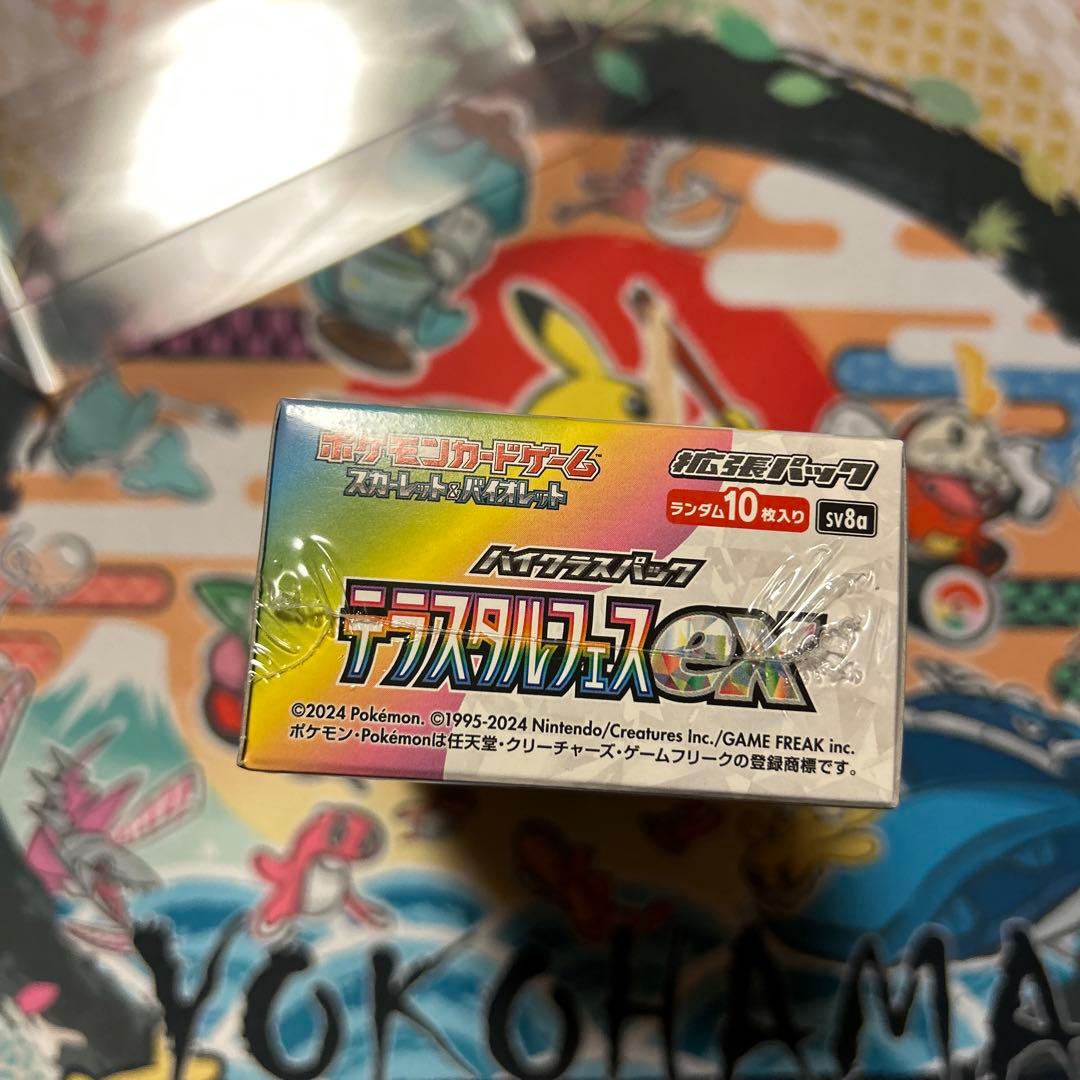 ポケモンカードゲーム
スカーレット&バイオレット
拡張パック
ランダム10枚入り
sv8a
ハイクラスパック
テラスタルフェスex
©2024 Pokémon. ©1995-2024 Nintendo/Creatures Inc./GAME FREAK inc.
ポケモン・Pokémonは任天堂・クリーチャーズ・ゲームフリークの登録商標です。
YOKOHAMA